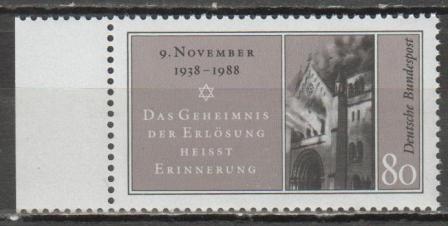 9. NOVEMBER
1938–1988
DAS GEHEIMNIS
DER ERLÖSUNG
HEISST
ERINNERUNG
Deutsche Bundespost
80